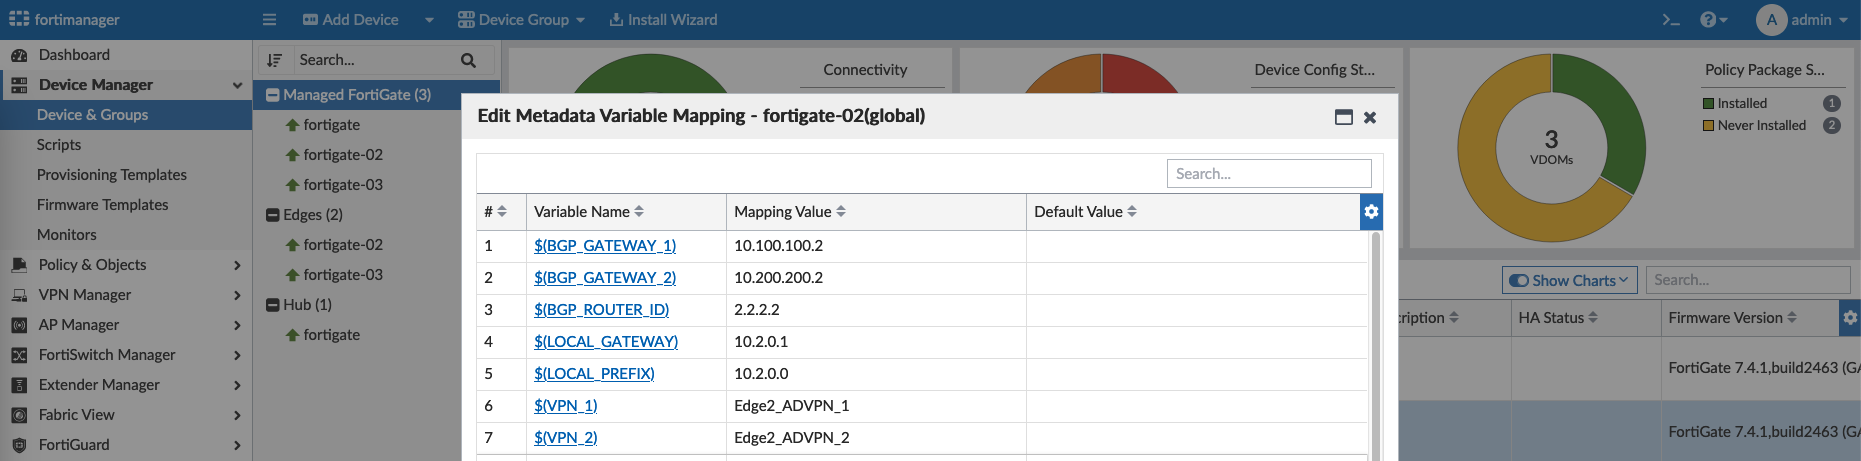 fortimanager
Add Device
Device Group
Install Wizard
A admin
Dashboard
Device Manager
Device & Groups
Scripts
Provisioning Templates
Firmware Templates
Monitors
Policy & Objects
VPN Manager
AP Manager
FortiSwitch Manager
Extender Manager
Fabric View
FortiGuard
Search...
Managed FortiGate (3)
fortigate
fortigate-02
fortigate-03
Edges (2)
fortigate-02
fortigate-03
Hub (1)
fortigate
Connectivity
Device Config St...
Policy Package S...
Installed 1
Never Installed 2
3
VDOMs
Edit Metadata Variable Mapping - fortigate-02(global)
Search...
# Variable Name Mapping Value Default Value
1 $(BGP_GATEWAY_1) 10.100.100.2
2 $(BGP_GATEWAY_2) 10.200.200.2
3 $(BGP_ROUTER_ID) 2.2.2.2
4 $(LOCAL_GATEWAY) 10.2.0.1
5 $(LOCAL_PREFIX) 10.2.0.0
6 $(VPN_1) Edge2_ADVPN_1
7 $(VPN_2) Edge2_ADVPN_2
Show Charts
Search...
cription HA Status Firmware Version
FortiGate 7.4.1,build2463 (GA
FortiGate 7.4.1,build2463 (GA